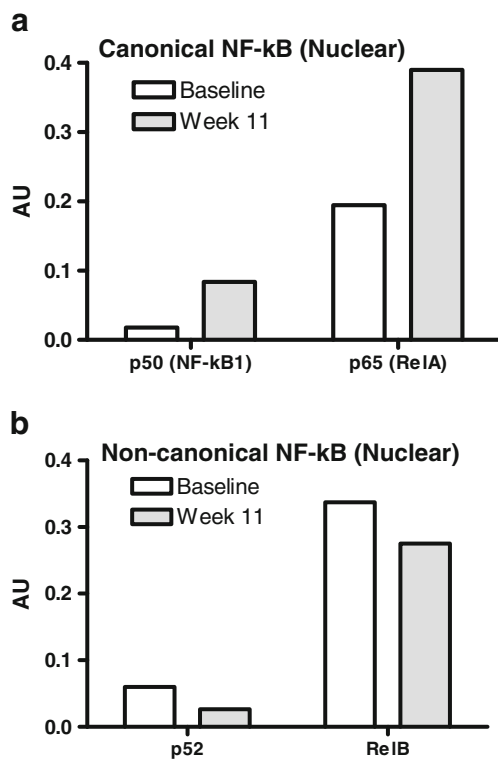 a
Canonical NF-kB (Nuclear)
0.4
Baseline
Week 11
0.3
AU
0.2
0.1
0.0
p50 (NF-kB1) p65 (RelA)
b
Non-canonical NF-kB (Nuclear)
0.4
Baseline
Week 11
0.3
AU
0.2
0.1
0.0
p52 RelB